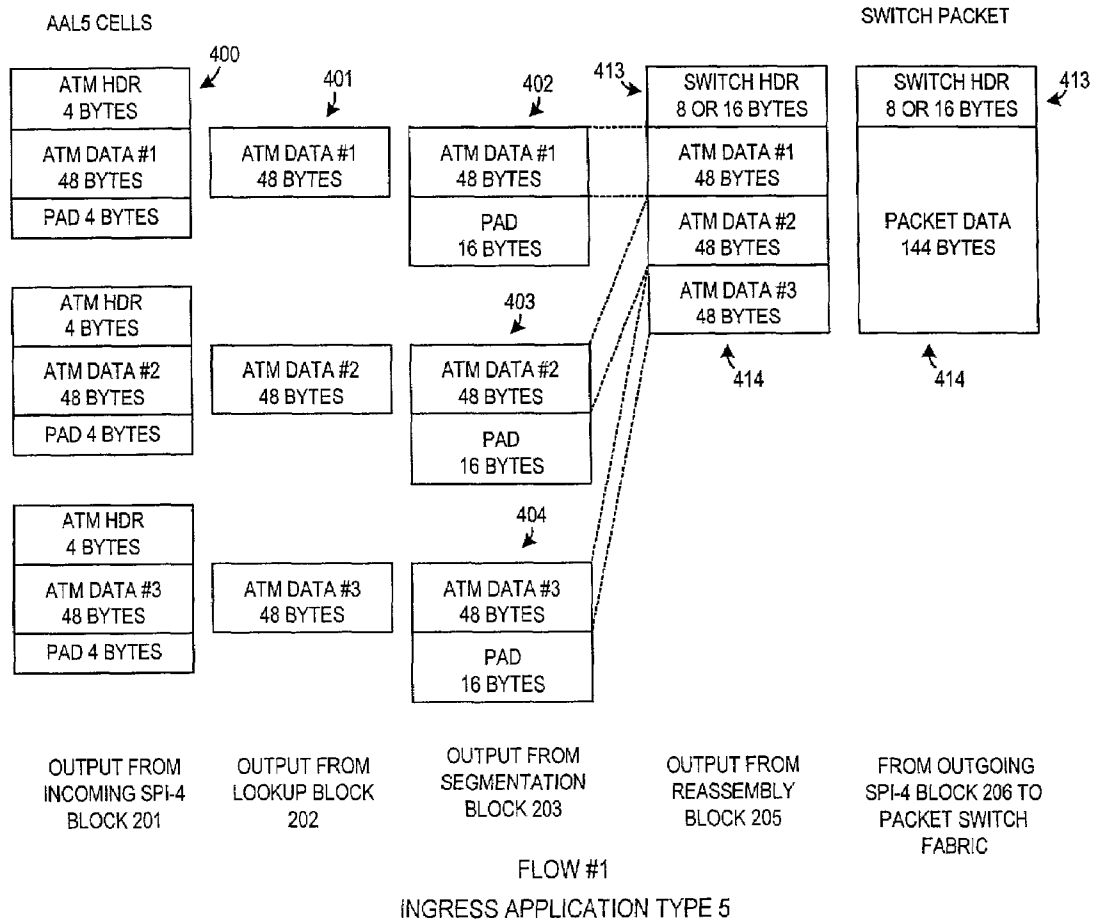 AAL5 CELLS
SWITCH PACKET
400
ATM HDR
4 BYTES
ATM DATA #1
48 BYTES
PAD 4 BYTES
401
ATM DATA #1
48 BYTES
402
ATM DATA #1
48 BYTES
PAD
16 BYTES
413
SWITCH HDR
8 OR 16 BYTES
ATM DATA #1
48 BYTES
ATM DATA #2
48 BYTES
ATM DATA #3
48 BYTES
414
SWITCH HDR
8 OR 16 BYTES
413
PACKET DATA
144 BYTES
414
ATM HDR
4 BYTES
ATM DATA #2
48 BYTES
PAD 4 BYTES
ATM DATA #2
48 BYTES
403
ATM DATA #2
48 BYTES
PAD
16 BYTES
ATM HDR
4 BYTES
ATM DATA #3
48 BYTES
PAD 4 BYTES
ATM DATA #3
48 BYTES
404
ATM DATA #3
48 BYTES
PAD
16 BYTES
OUTPUT FROM
INCOMING SPI-4
BLOCK 201
OUTPUT FROM
LOOKUP BLOCK
202
OUTPUT FROM
SEGMENTATION
BLOCK 203
OUTPUT FROM
REASSEMBLY
BLOCK 205
FROM OUTGOING
SPI-4 BLOCK 206 TO
PACKET SWITCH
FABRIC
FLOW #1
INGRESS APPLICATION TYPE 5